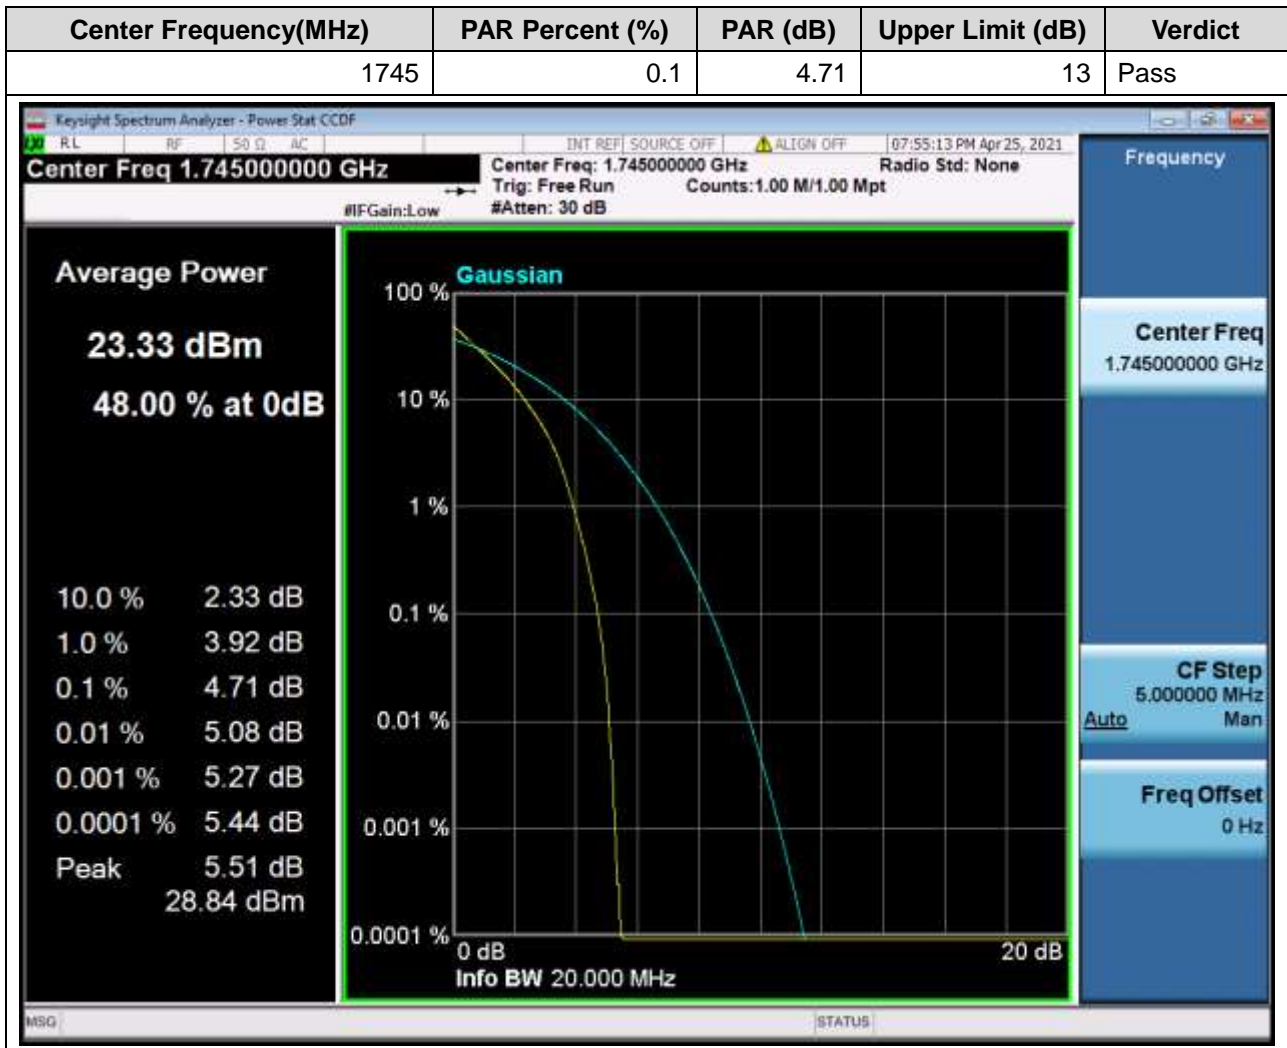 Center Frequency(MHz) PAR Percent (%) PAR (dB) Upper Limit (dB) Verdict
1745 0.1 4.71 13 Pass
Keysight Spectrum Analyzer - Power Stat CCDF
RL RF 50 Ω AC INT REF SOURCE OFF ALIGN OFF 07:55:13 PM Apr 25, 2021
Center Freq 1.745000000 GHz
Center Freq: 1.745000000 GHz Radio Std: None
Trig: Free Run Counts:1.00 M/1.00 Mpt
#IFGain:Low #Atten: 30 dB
Frequency
Average Power
23.33 dBm
48.00 % at 0dB
10.0 % 2.33 dB
1.0 % 3.92 dB
0.1 % 4.71 dB
0.01 % 5.08 dB
0.001 % 5.27 dB
0.0001 % 5.44 dB
Peak 5.51 dB
28.84 dBm
Gaussian
100 %
10 %
1 %
0.1 %
0.01 %
0.001 %
0.0001 %
0 dB 20 dB
Info BW 20.000 MHz
Center Freq
1.745000000 GHz
CF Step
5.000000 MHz
Auto Man
Freq Offset
0 Hz
MSG STATUS